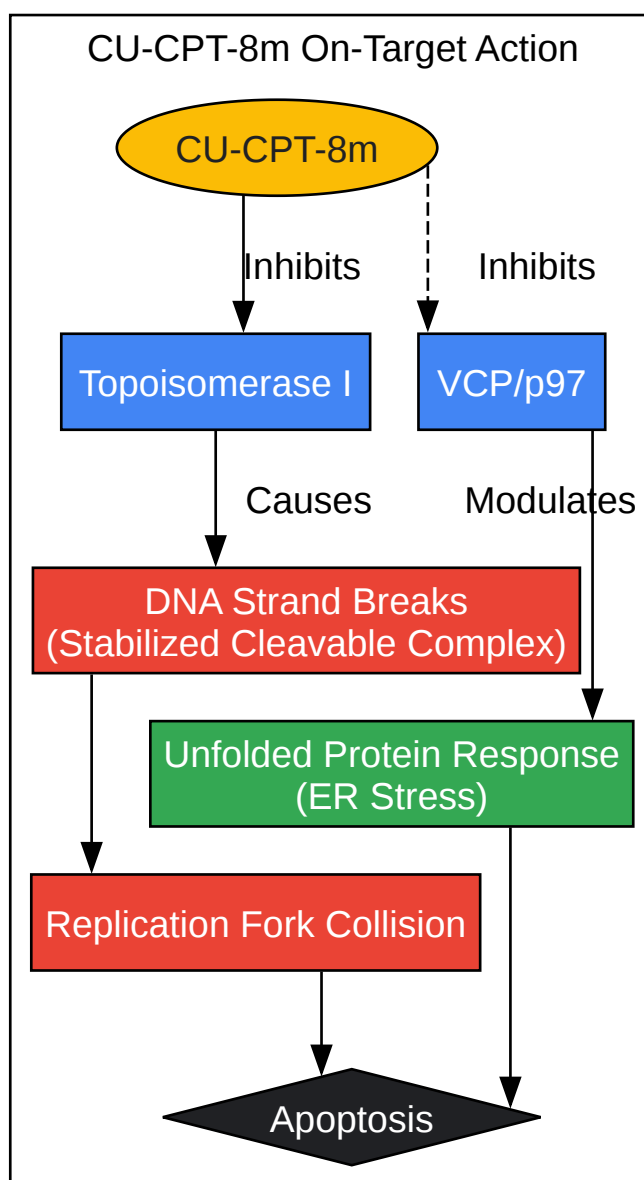 CU-CPT-8m On-Target Action
CU-CPT-8m
Inhibits
Inhibits
Topoisomerase I
VCP/p97
Causes
Modulates
DNA Strand Breaks
(Stabilized Cleavable Complex)
Unfolded Protein Response
(ER Stress)
Replication Fork Collision
Apoptosis